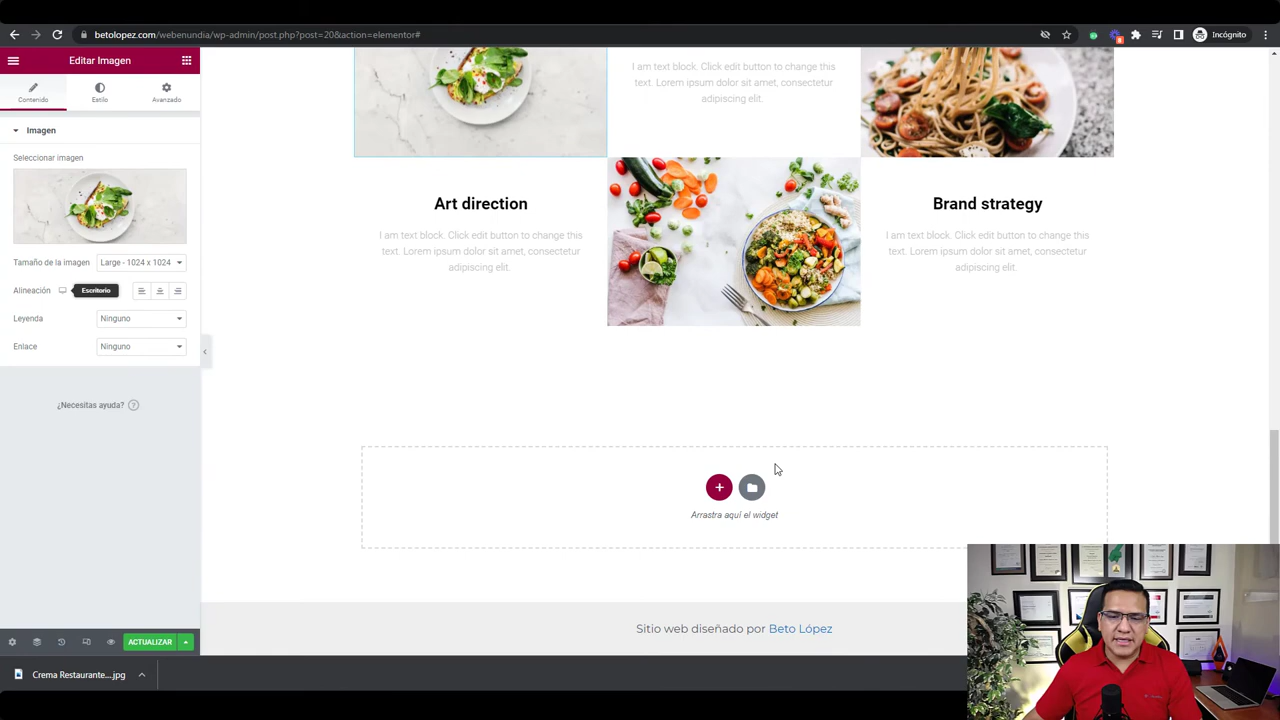 betolopez.com/webenundia/wp-admin/post.php?post=20&action=elementor#
Incógnito
Editar Imagen
Contenido
Estilo
Avanzado
Imagen
Seleccionar imagen
Tamaño de la imagen
Large - 1024 x 1024
Alineación
Escritorio
Leyenda
Ninguno
Enlace
Ninguno
¿Necesitas ayuda?
ACTUALIZAR
I am text block. Click edit button to change this
text. Lorem ipsum dolor sit amet, consectetur
adipiscing elit.
Art direction
I am text block. Click edit button to change this
text. Lorem ipsum dolor sit amet, consectetur
adipiscing elit.
Brand strategy
I am text block. Click edit button to change this
text. Lorem ipsum dolor sit amet, consectetur
adipiscing elit.
Arrastra aquí el widget
Sitio web diseñado por Beto López
Crema Restaurante....jpg